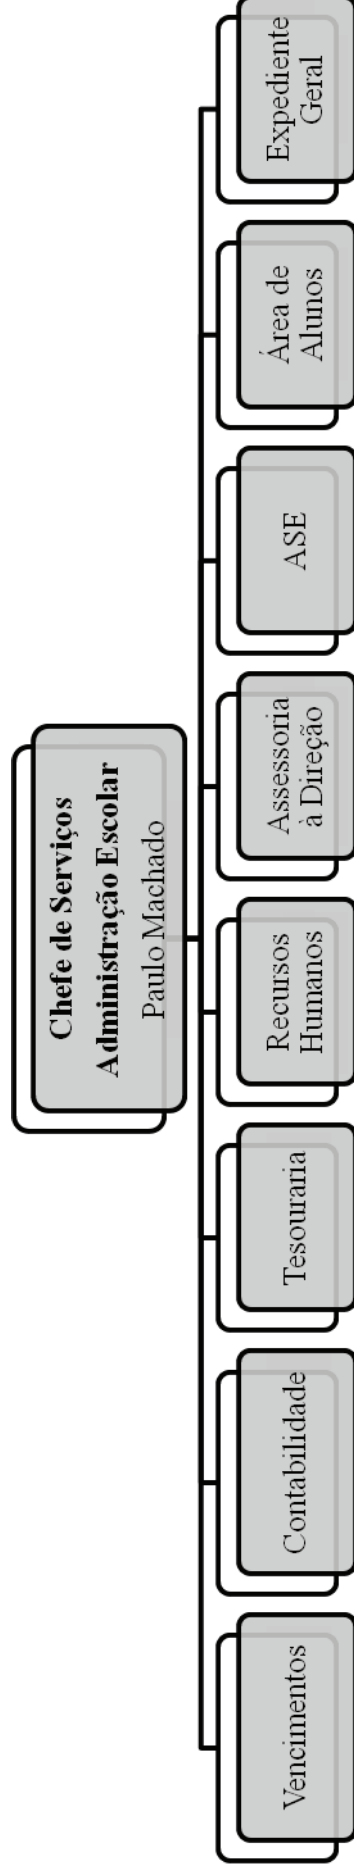 Chefe de Serviços
Administração Escolar
Paulo Machado
Vencimentos
Contabilidade
Tesouraria
Recursos
Humanos
Assessoria
à Direção
ASE
Área de
Alunos
Expediente
Geral